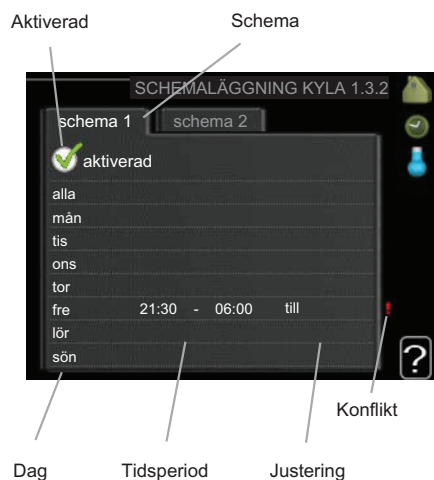 Aktiverad Schema
SCHEMALÄGGNING KYLA 1.3.2
schema 1 schema 2
aktiverad
alla
mån
tis
ons
tor
fre 21:30 - 06:00 till !
lör
sön
?
Konflikt
Dag Tidsperiod Justering